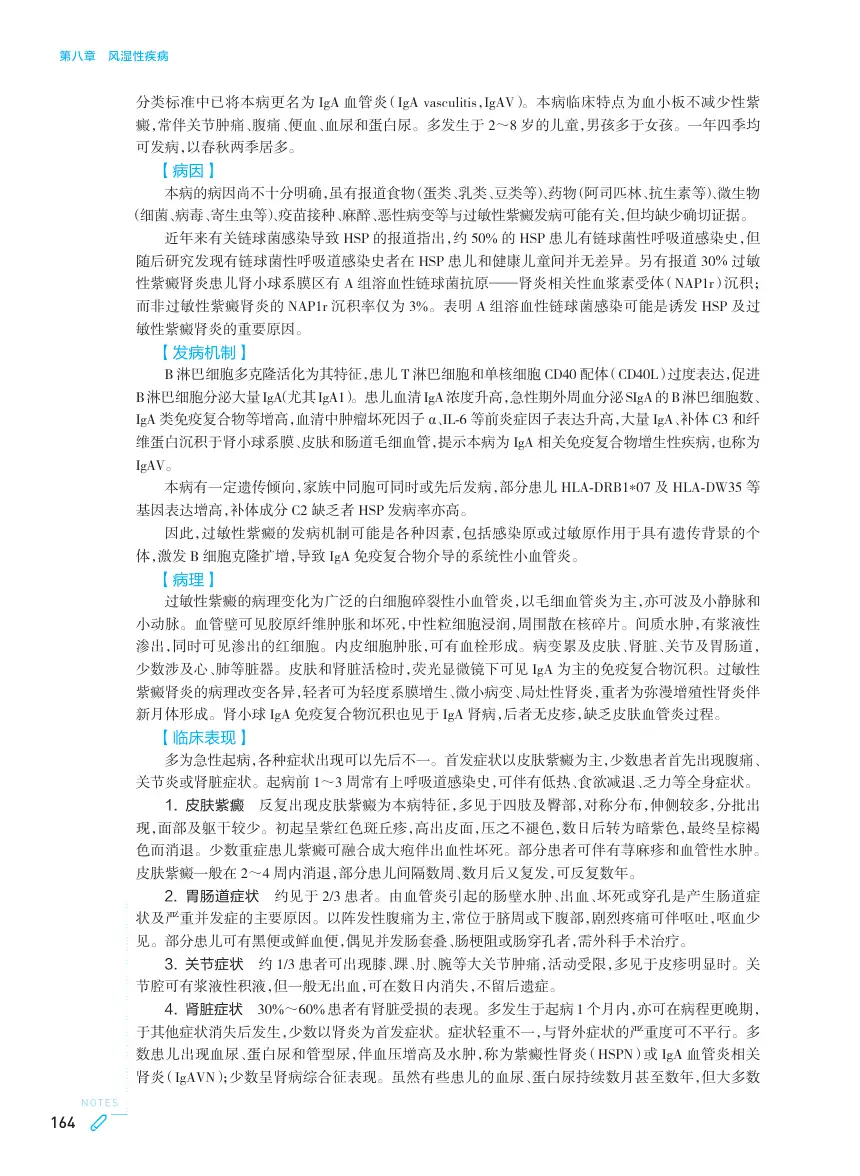 第八章 风湿性疾病
分类标准中已将本病更名为 IgA 血管炎（IgA vasculitis,IgAV）。本病临床特点为血小板不减少性紫
癜,常伴关节肿痛、腹痛、便血、血尿和蛋白尿。多发生于 2～8 岁的儿童,男孩多于女孩。一年四季均
可发病,以春秋两季居多。
【病因】
本病的病因尚不十分明确,虽有报道食物(蛋类、乳类、豆类等)、药物(阿司匹林、抗生素等)、微生物
(细菌、病毒、寄生虫等)、疫苗接种、麻醉、恶性病变等与过敏性紫癜发病可能有关,但均缺少确切证据。
近年来有关链球菌感染导致 HSP 的报道指出,约 50% 的 HSP 患儿有链球菌性呼吸道感染史,但
随后研究发现有链球菌性呼吸道感染史者在 HSP 患儿和健康儿童间并无差异。另有报道 30% 过敏
性紫癜肾炎患儿肾小球系膜区有 A 组溶血性链球菌抗原——肾炎相关性血浆素受体（NAP1r）沉积;
而非过敏性紫癜肾炎的 NAP1r 沉积率仅为 3%。表明 A 组溶血性链球菌感染可能是诱发 HSP 及过
敏性紫癜肾炎的重要原因。
【发病机制】
B 淋巴细胞多克隆活化为其特征,患儿 T 淋巴细胞和单核细胞 CD40 配体（CD40L）过度表达,促进
B 淋巴细胞分泌大量 IgA(尤其 IgA1)。患儿血清 IgA 浓度升高,急性期外周血分泌 SIgA 的 B 淋巴细胞数、
IgA 类免疫复合物等增高,血清中肿瘤坏死因子 α、IL-6 等前炎症因子表达升高,大量 IgA、补体 C3 和纤
维蛋白沉积于肾小球系膜、皮肤和肠道毛细血管,提示本病为 IgA 相关免疫复合物增生性疾病,也称为
IgAV。
本病有一定遗传倾向,家族中同胞可同时或先后发病,部分患儿 HLA-DRB1*07 及 HLA-DW35 等
基因表达增高,补体成分 C2 缺乏者 HSP 发病率亦高。
因此,过敏性紫癜的发病机制可能是各种因素,包括感染原或过敏原作用于具有遗传背景的个
体,激发 B 细胞克隆扩增,导致 IgA 免疫复合物介导的系统性小血管炎。
【病理】
过敏性紫癜的病理变化为广泛的白细胞碎裂性小血管炎,以毛细血管炎为主,亦可波及小静脉和
小动脉。血管壁可见胶原纤维肿胀和坏死,中性粒细胞浸润,周围散在核碎片。间质水肿,有浆液性
渗出,同时可见渗出的红细胞。内皮细胞肿胀,可有血栓形成。病变累及皮肤、肾脏、关节及胃肠道,
少数涉及心、肺等脏器。皮肤和肾脏活检时,荧光显微镜下可见 IgA 为主的免疫复合物沉积。过敏性
紫癜肾炎的病理改变各异,轻者可为轻度系膜增生、微小病变、局灶性肾炎,重者为弥漫增殖性肾炎伴
新月体形成。肾小球 IgA 免疫复合物沉积也见于 IgA 肾病,后者无皮疹,缺乏皮肤血管炎过程。
【临床表现】
多为急性起病,各种症状出现可以先后不一。首发症状以皮肤紫癜为主,少数患者首先出现腹痛、
关节炎或肾脏症状。起病前 1～3 周常有上呼吸道感染史,可伴有低热、食欲减退、乏力等全身症状。
1. 皮肤紫癜 反复出现皮肤紫癜为本病特征,多见于四肢及臀部,对称分布,伸侧较多,分批出
现,面部及躯干较少。初起呈紫红色斑丘疹,高出皮面,压之不褪色,数日后转为暗紫色,最终呈棕褐
色而消退。少数重症患儿紫癜可融合成大疱伴出血性坏死。部分患者可伴有荨麻疹和血管性水肿。
皮肤紫癜一般在 2～4 周内消退,部分患儿间隔数周、数月后又复发,可反复数年。
2. 胃肠道症状 约见于 2/3 患者。由血管炎引起的肠壁水肿、出血、坏死或穿孔是产生肠道症
状及严重并发症的主要原因。以阵发性腹痛为主,常位于脐周或下腹部,剧烈疼痛可伴呕吐,呕血少
见。部分患儿可有黑便或鲜血便,偶见并发肠套叠、肠梗阻或肠穿孔者,需外科手术治疗。
3. 关节症状 约 1/3 患者可出现膝、踝、肘、腕等大关节肿痛,活动受限,多见于皮疹明显时。关
节腔可有浆液性积液,但一般无出血,可在数日内消失,不留后遗症。
4. 肾脏症状 30%～60%患者有肾脏受损的表现。多发生于起病 1 个月内,亦可在病程更晚期,
于其他症状消失后发生,少数以肾炎为首发症状。症状轻重不一,与肾外症状的严重度可不平行。多
数患儿出现血尿、蛋白尿和管型尿,伴血压增高及水肿,称为紫癜性肾炎（HSPN）或 IgA 血管炎相关
肾炎（IgAVN）;少数呈肾病综合征表现。虽然有些患儿的血尿、蛋白尿持续数月甚至数年,但大多数
NOTES
164